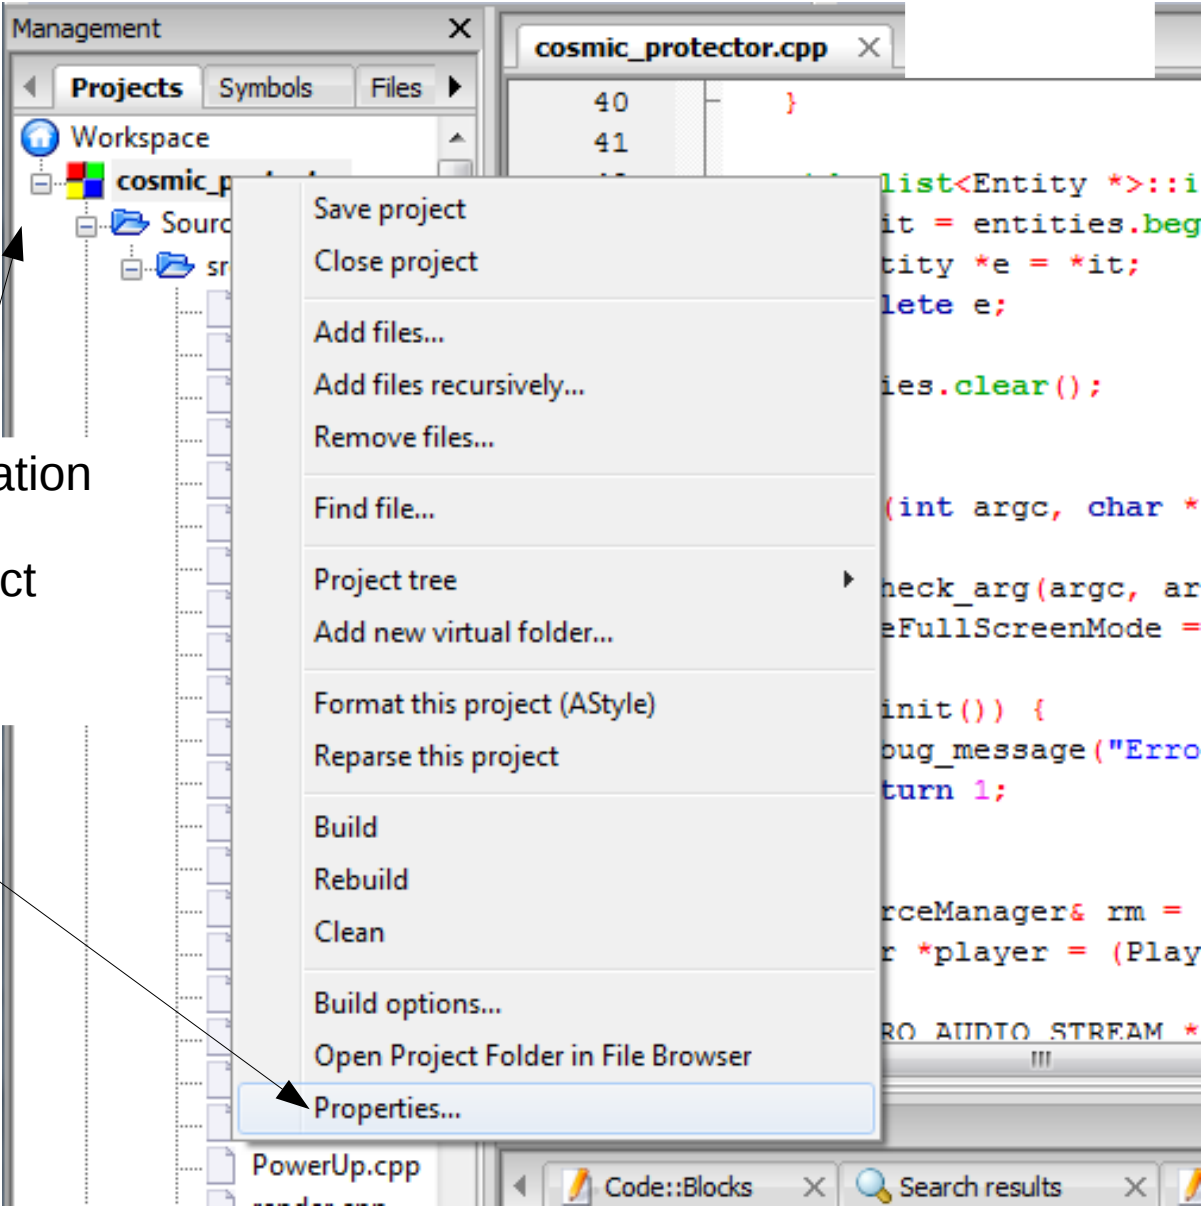 Management
Projects Symbols Files
Workspace
cosmic_p
Sourc
sr
ation
ct
Save project
Close project
Add files...
Add files recursively...
Remove files...
Find file...
Project tree
Add new virtual folder...
Format this project (AStyle)
Reparse this project
Build
Rebuild
Clean
Build options...
Open Project Folder in File Browser
Properties...
PowerUp.cpp
cosmic_protector.cpp
40 }
41
list<Entity *>::i
it = entities.beg
tity *e = *it;
lete e;
ies.clear();
(int argc, char *
heck_arg(argc, ar
eFullScreenMode =
init()) {
bug_message("Erro
turn 1;
rceManager& rm =
r *player = (Play
RO_AUDIO_STREAM *
Code::Blocks
Search results